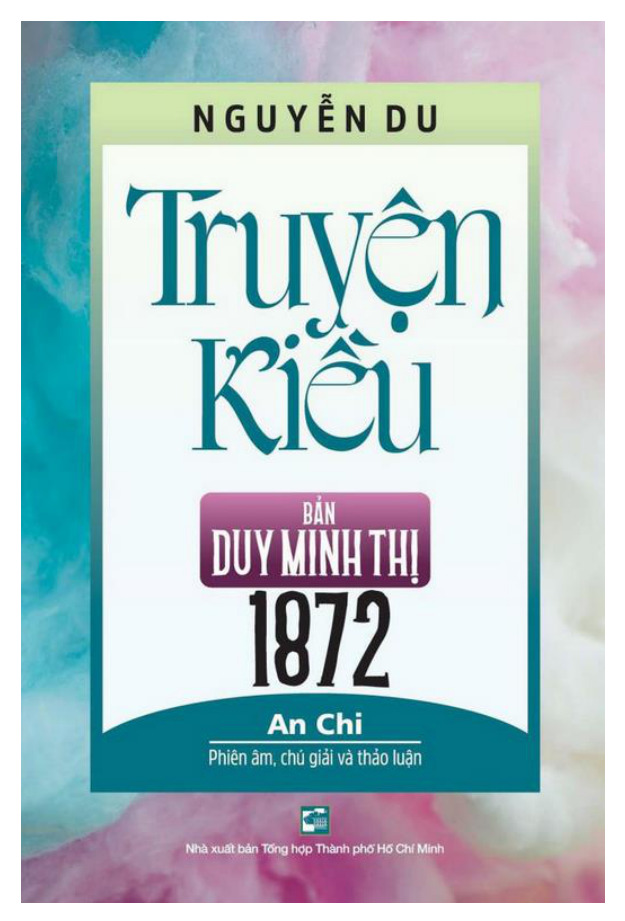 NGUYỄN DU
Truyện
Kiều
BẢN
DUY MINH THỊ
1872
An Chi
Phiên âm, chú giải và thảo luận
Nhà xuất bản Tổng hợp Thành phố Hồ Chí Minh